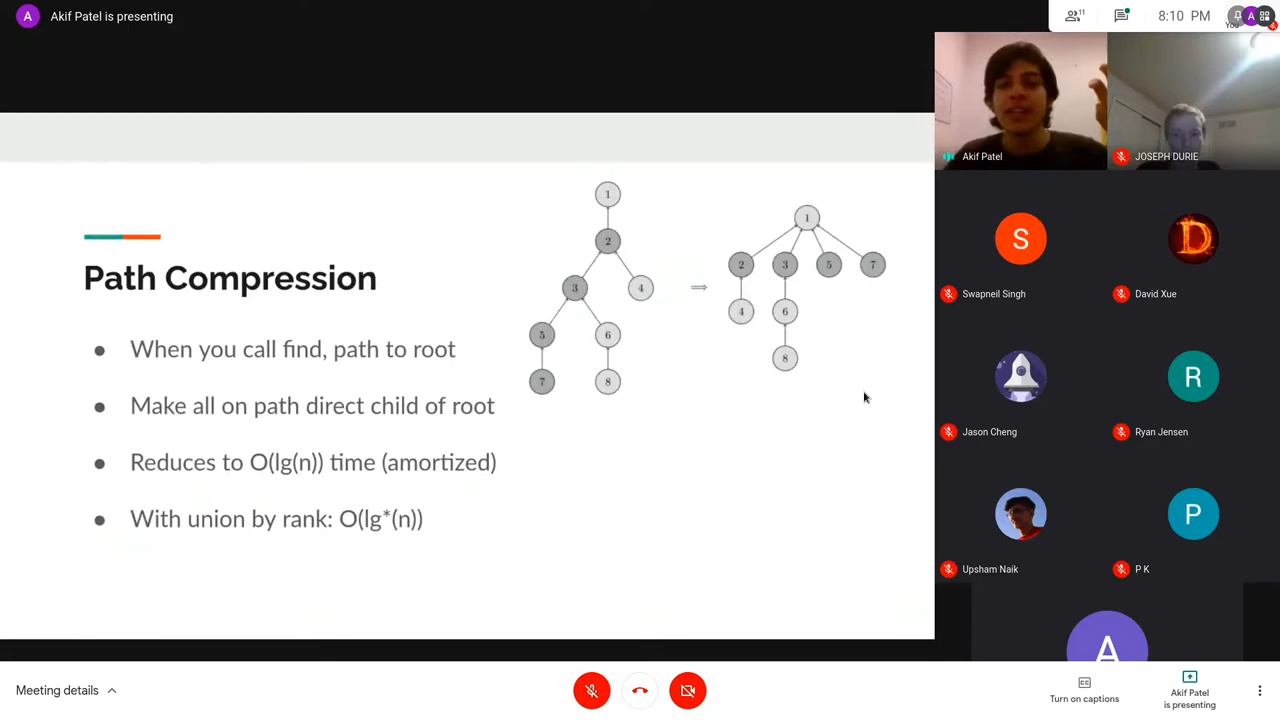 A
Akif Patel is presenting
11
8:10 PM
A
You
Path Compression
● When you call find, path to root
● Make all on path direct child of root
● Reduces to O(lg(n)) time (amortized)
● With union by rank: O(lg*(n))
1
2
3
4
5
6
7
8
⟹
1
2
3
5
7
4
6
8
Akif Patel
JOSEPH DURIE
S
Swapneil Singh
D
David Xue
Jason Cheng
R
Ryan Jensen
Upsham Naik
P
P K
A
Meeting details
CC
Turn on captions
Akif Patel
is presenting